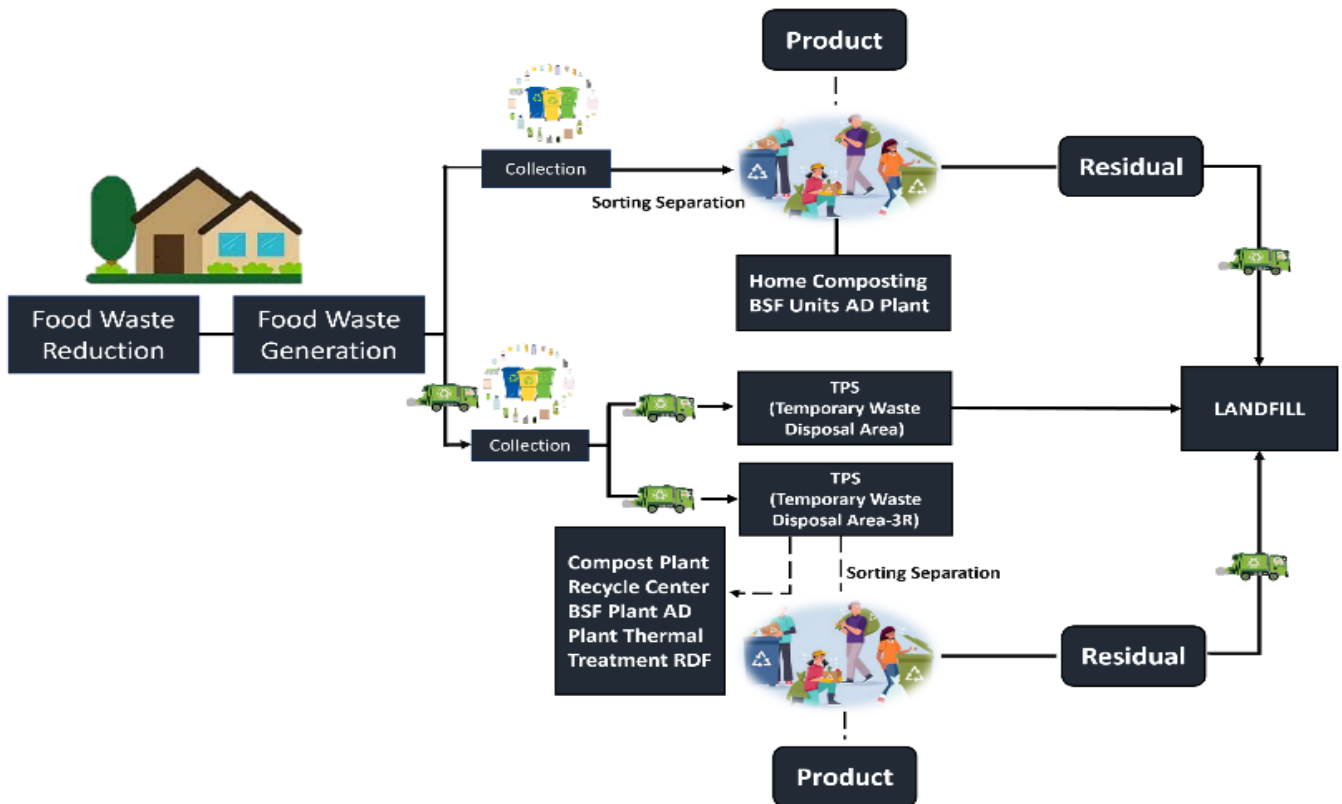 Product
Collection
Sorting Separation
Residual
Home Composting
BSF Units AD Plant
Food Waste
Reduction
Food Waste
Generation
TPS
(Temporary Waste
Disposal Area)
LANDFILL
Collection
TPS
(Temporary Waste
Disposal Area-3R)
Compost Plant
Recycle Center
BSF Plant AD
Plant Thermal
Treatment RDF
Sorting Separation
Residual
Product